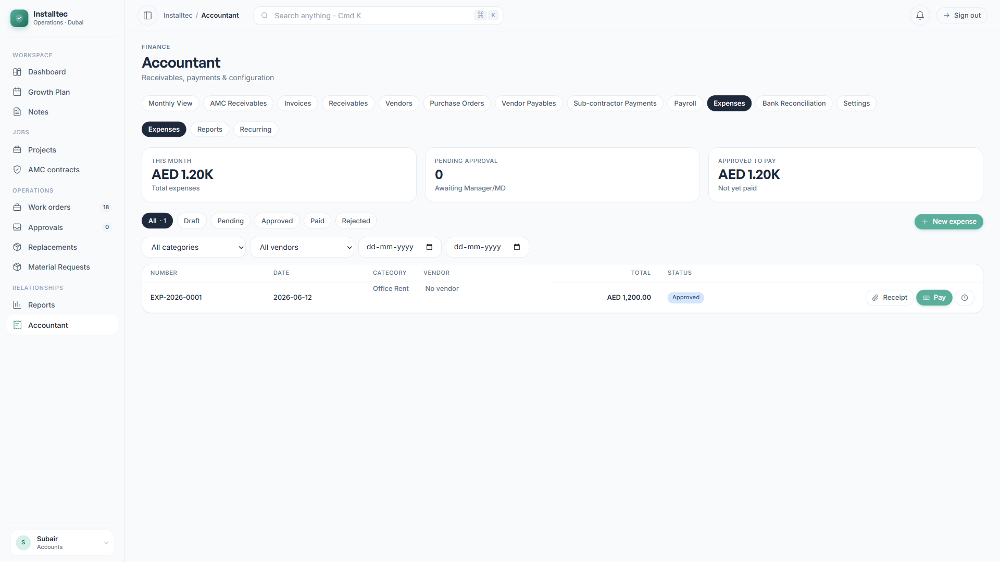 Installtec
Operations · Dubai
WORKSPACE
Dashboard
Growth Plan
Notes
JOBS
Projects
AMC contracts
OPERATIONS
Work orders 18
Approvals 0
Replacements
Material Requests
RELATIONSHIPS
Reports
Accountant
S
Subair
Accounts
Installtec / Accountant
Search anything - Cmd K
⌘ K
Sign out
FINANCE
Accountant
Receivables, payments & configuration
Monthly View AMC Receivables Invoices Receivables Vendors Purchase Orders Vendor Payables Sub-contractor Payments Payroll Expenses Bank Reconciliation Settings
Expenses Reports Recurring
THIS MONTH
AED 1.20K
Total expenses
PENDING APPROVAL
0
Awaiting Manager/MD
APPROVED TO PAY
AED 1.20K
Not yet paid
All · 1 Draft Pending Approved Paid Rejected
New expense
All categories All vendors dd-mm-yyyy dd-mm-yyyy
NUMBER DATE CATEGORY VENDOR TOTAL STATUS
EXP-2026-0001 2026-06-12 Office Rent No vendor AED 1,200.00 Approved Receipt Pay